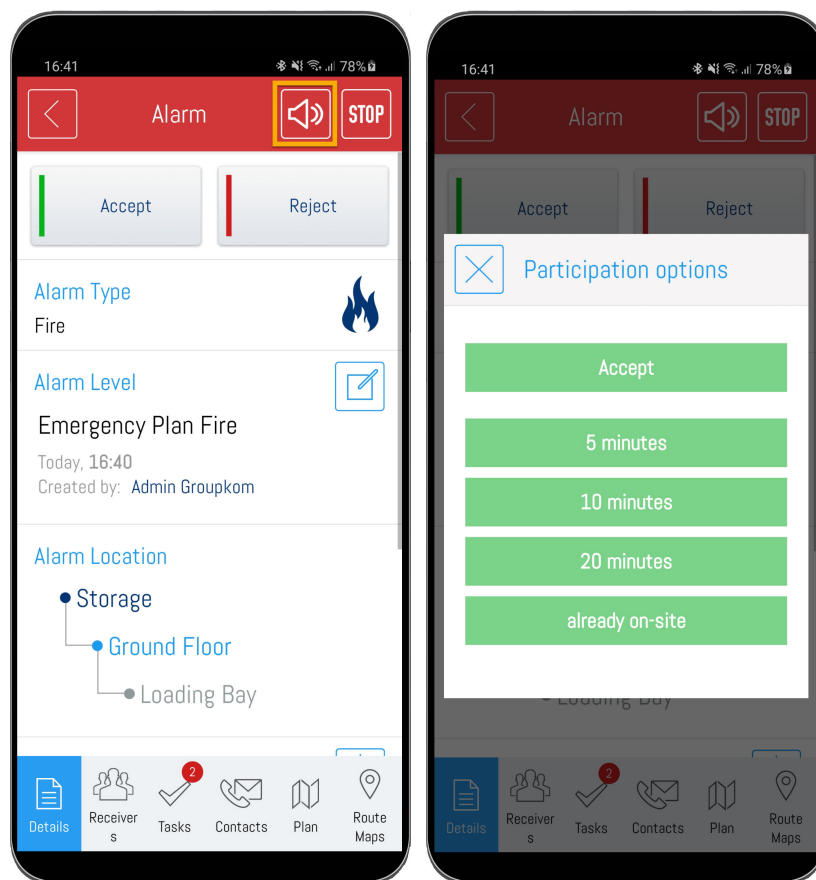 16:41
78%
Alarm
STOP
Accept
Reject
Alarm Type
Fire
Alarm Level
Emergency Plan Fire
Today, 16:40
Created by: Admin Groupkom
Alarm Location
Storage
Ground Floor
Loading Bay
2
Details
Receiver
s
Tasks
Contacts
Plan
Route
Maps
16:41
78%
Alarm
STOP
Accept
Reject
Participation options
Accept
5 minutes
10 minutes
20 minutes
already on-site
Loading Bay
2
Details
Receiver
s
Tasks
Contacts
Plan
Route
Maps